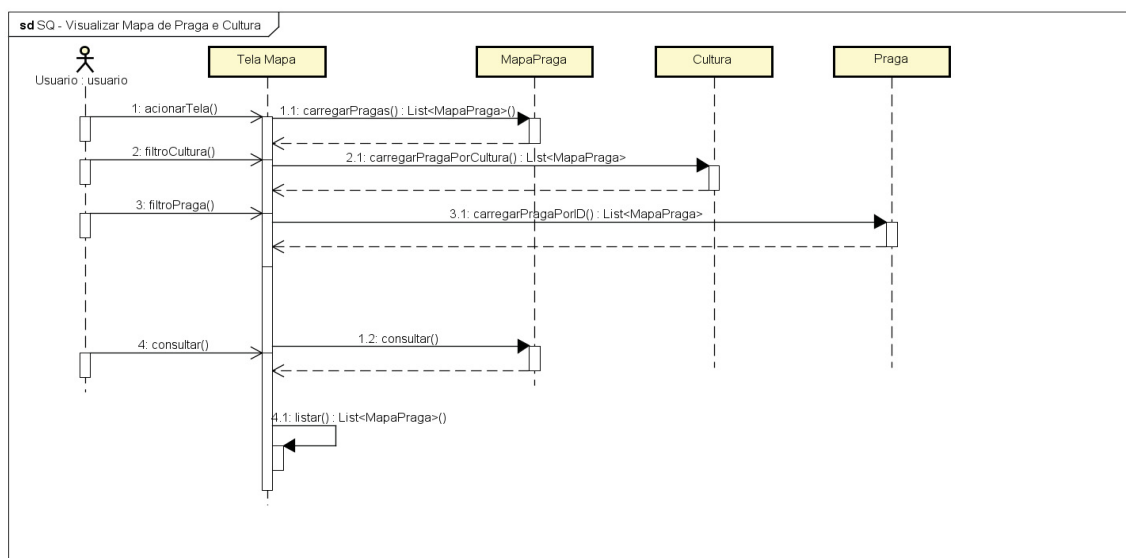 sd SQ - Visualizar Mapa de Praga e Cultura
Usuario : usuario
Tela Mapa
MapaPraga
Cultura
Praga
1: acionarTela()
1.1: carregarPragas() : List<MapaPraga>()
2: filtroCultura()
2.1: carregarPragaPorCultura() : List<MapaPraga>
3: filtroPraga()
3.1: carregarPragaPorID() : List<MapaPraga>
4: consultar()
1.2: consultar()
4.1: listar() : List<MapaPraga>()